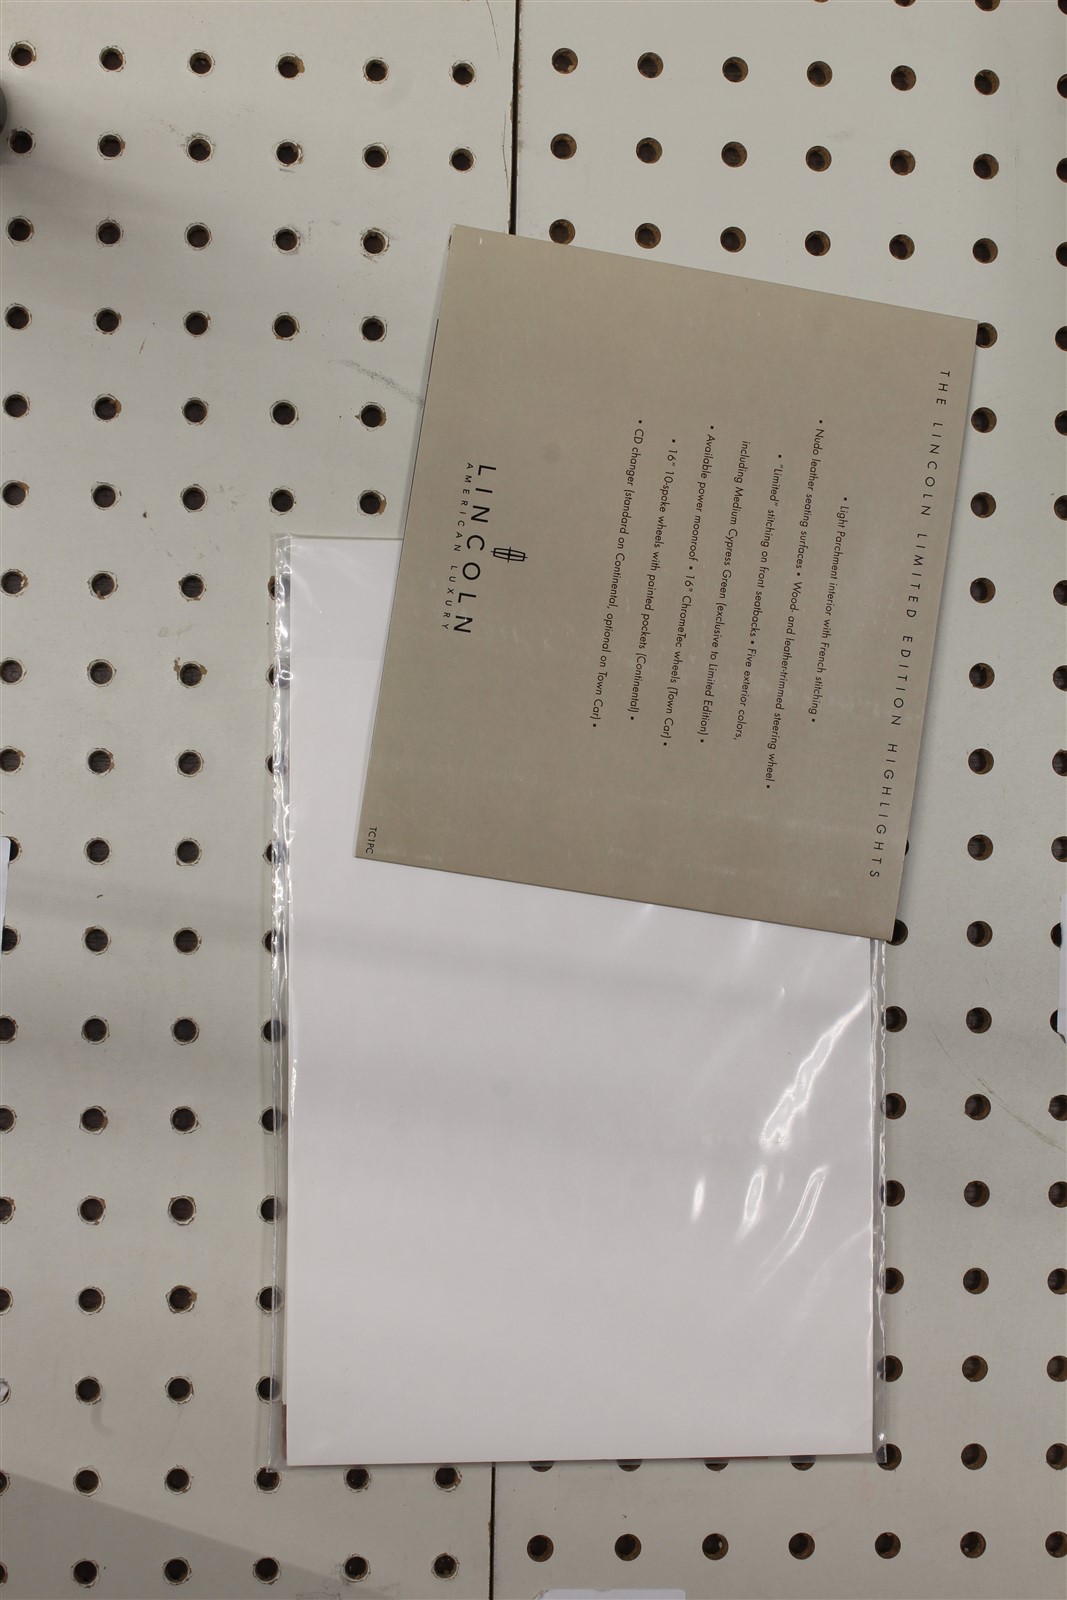 THE LINCOLN LIMITED EDITION HIGHLIGHTS
• Light Parchment interior with French stitching •
• Nudo leather seating surfaces • Wood- and leather-trimmed steering wheel •
• "Limited" stitching on front seatbacks • Five exterior colors,
including Medium Cypress Green (exclusive to Limited Edition) •
• Available power moonroof • 16" ChromeTec wheels (Town Car) •
• 16" 10-spoke wheels with painted pockets (Continental) •
• CD changer (standard on Continental, optional on Town Car) •
LINCOLN
AMERICAN LUXURY
TC1PC